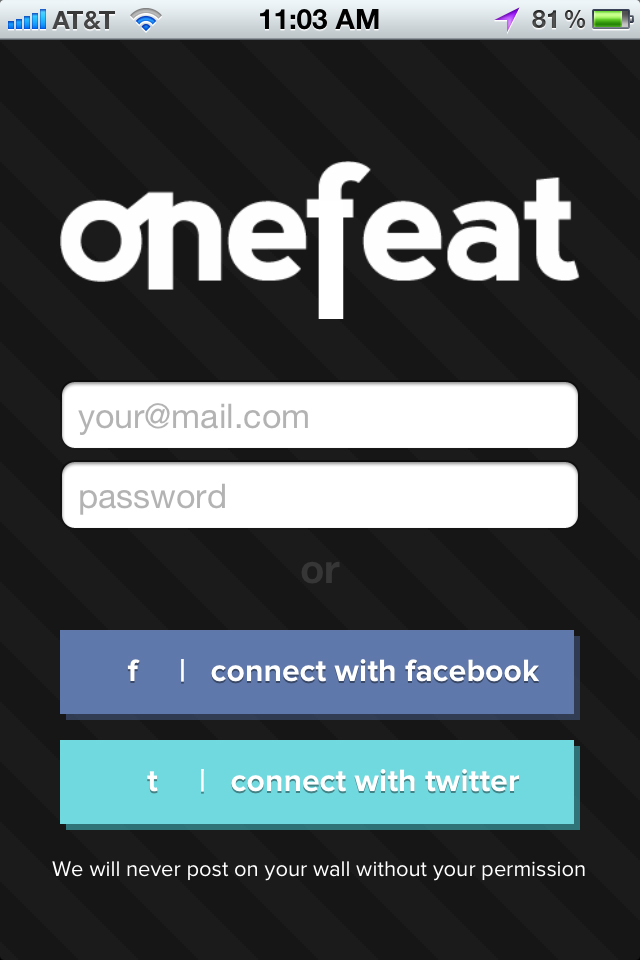 AT&T 11:03 AM 81 %
onefeat
your@mail.com
password
or
f | connect with facebook
t | connect with twitter
We will never post on your wall without your permission